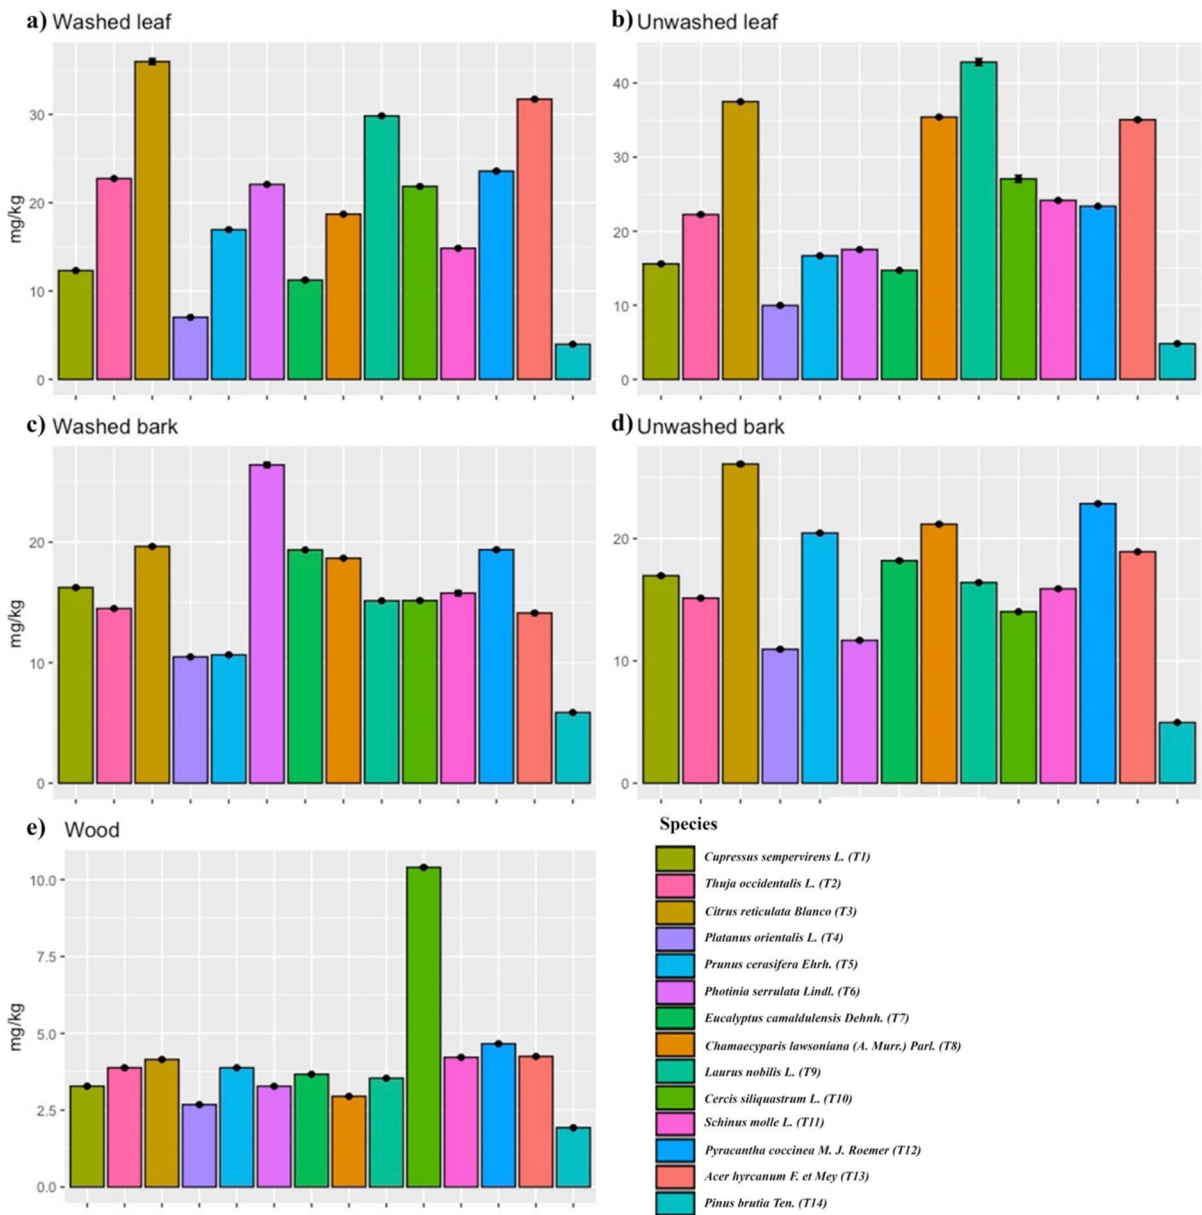 a) Washed leaf
mg/kg
30
20
10
0
b) Unwashed leaf
40
30
20
10
0
c) Washed bark
mg/kg
20
10
0
d) Unwashed bark
20
10
0
e) Wood
mg/kg
10.0
7.5
5.0
2.5
0.0
Species
Cupressus sempervirens L. (T1)
Thuja occidentalis L. (T2)
Citrus reticulata Blanco (T3)
Platanus orientalis L. (T4)
Prunus cerasifera Ehrh. (T5)
Photinia serrulata Lindl. (T6)
Eucalyptus camaldulensis Dehnh. (T7)
Chamaecyparis lawsoniana (A. Murr.) Parl. (T8)
Laurus nobilis L. (T9)
Cercis siliquastrum L. (T10)
Schinus molle L. (T11)
Pyracantha coccinea M. J. Roemer (T12)
Acer hyrcanum F. et Mey (T13)
Pinus brutia Ten. (T14)